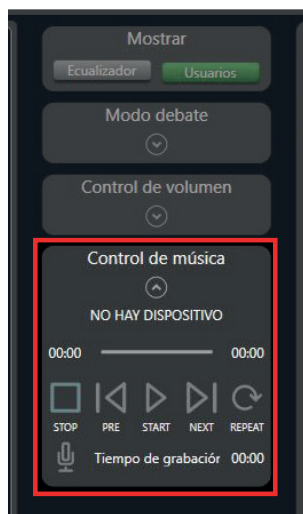 Mostrar
Ecualizador Usuarios
Modo debate
Control de volumen
Control de música
NO HAY DISPOSITIVO
00:00 00:00
STOP PRE START NEXT REPEAT
Tiempo de grabaciór 00:00